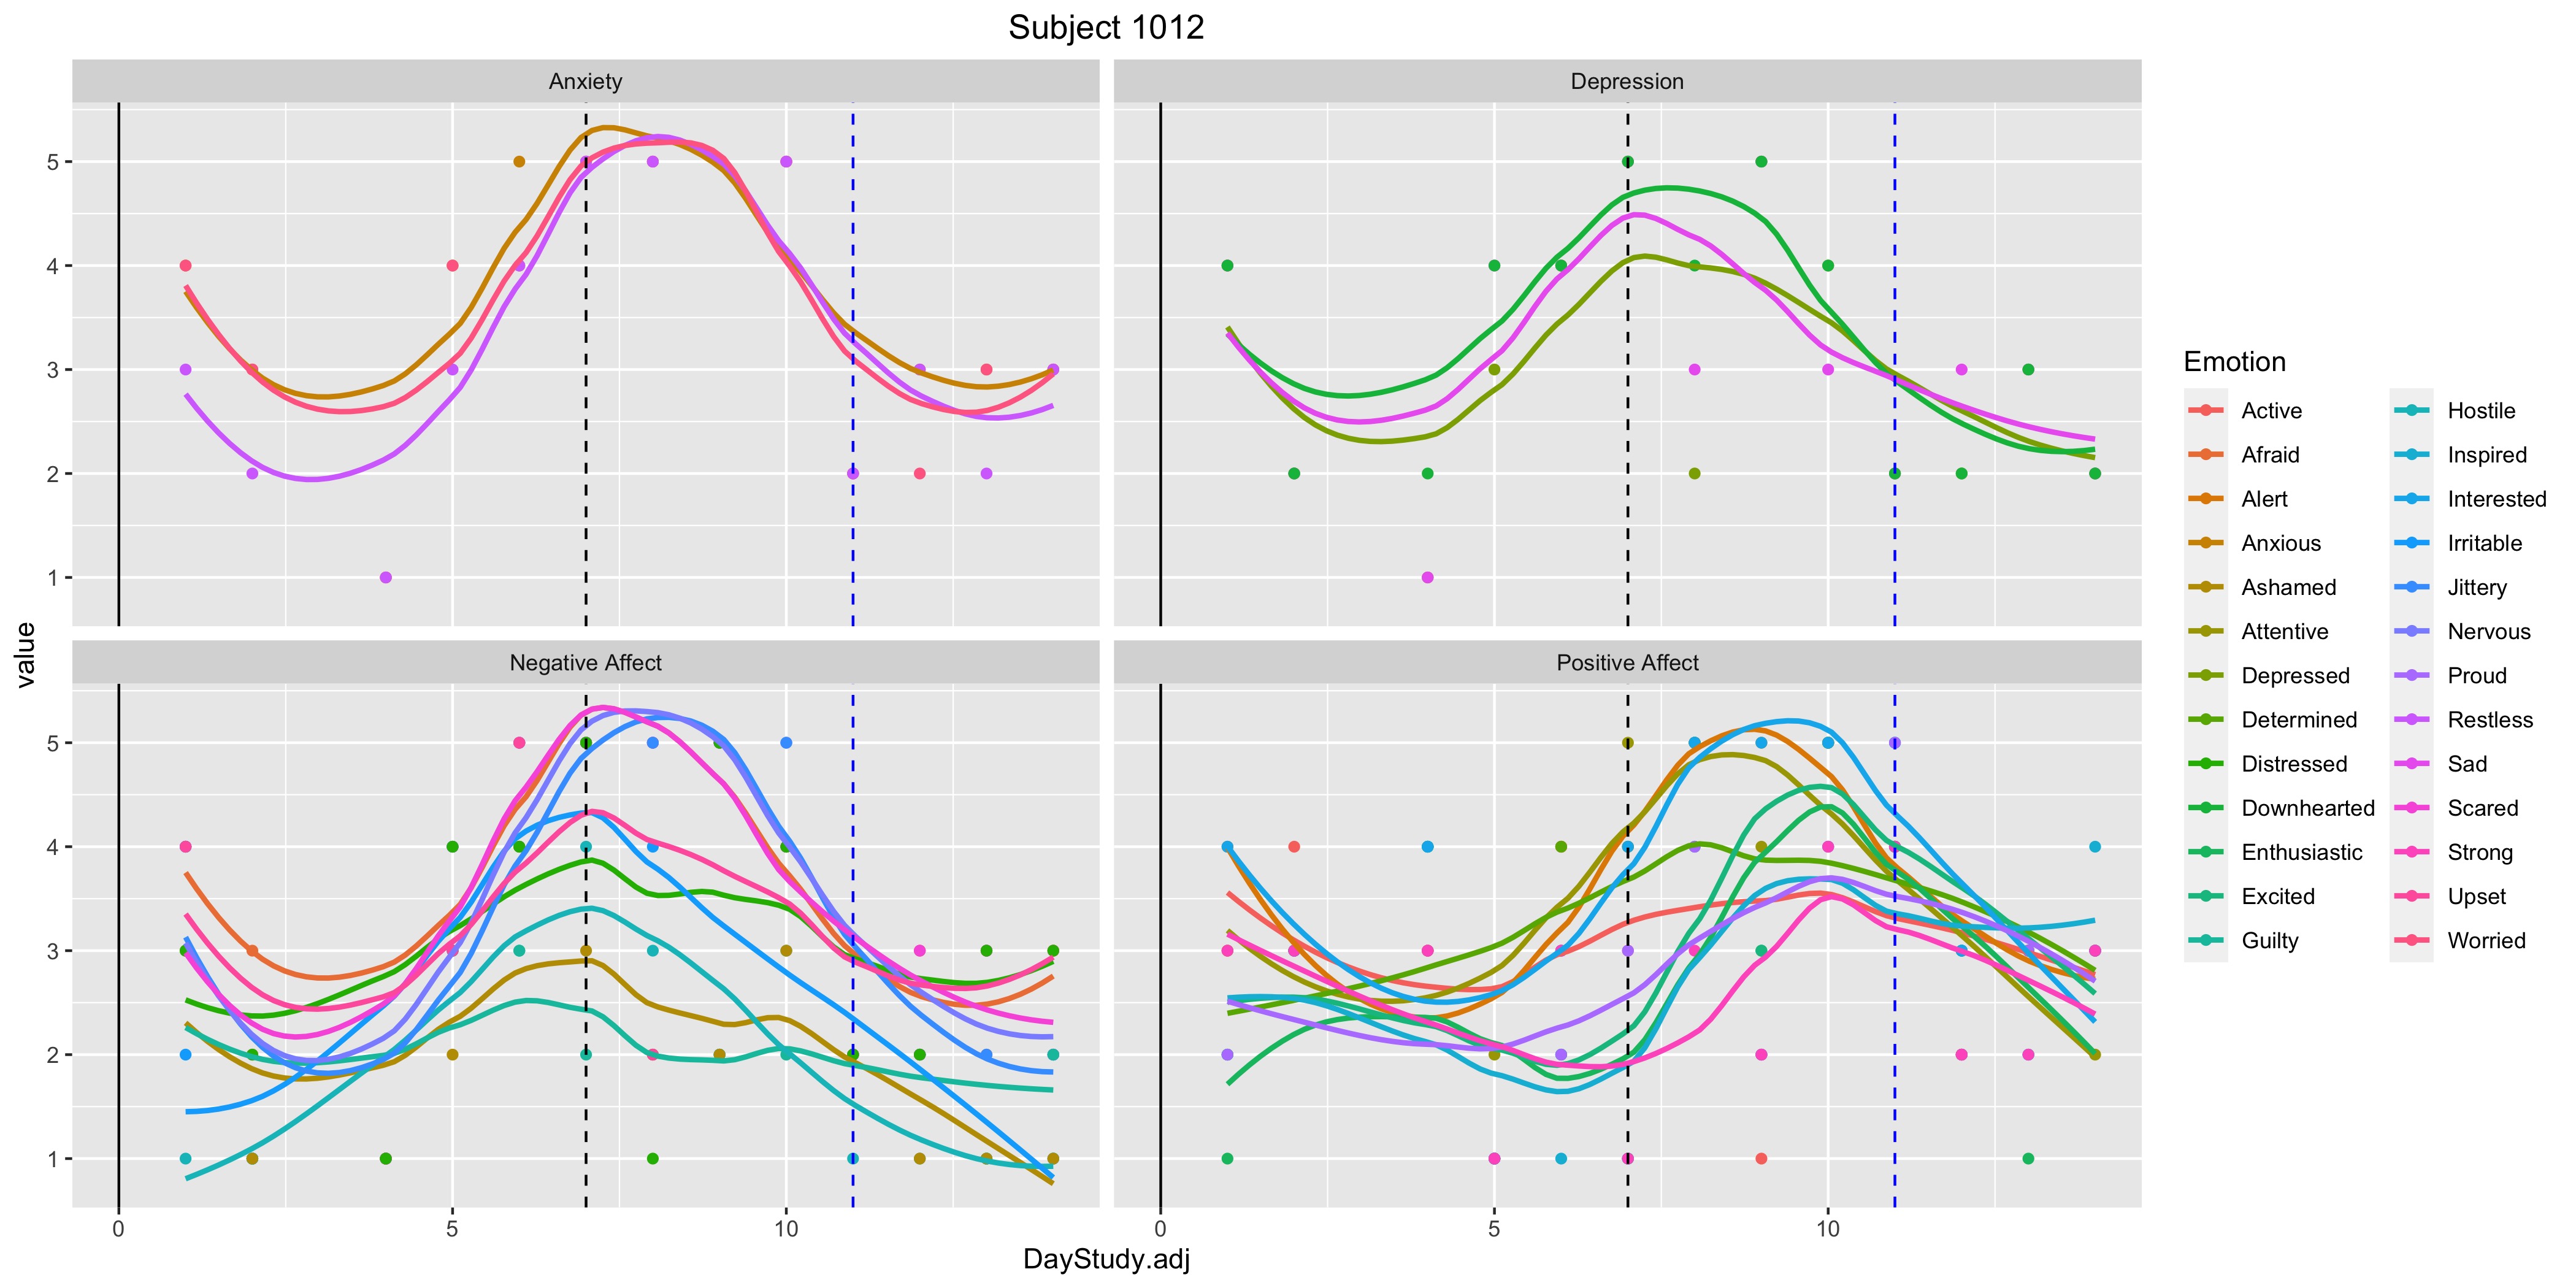 Subject 1012
Anxiety
Depression
5
4
3
2
1
Negative Affect
Positive Affect
5
4
3
2
1
0
5
10
0
5
10
value
DayStudy.adj
Emotion
Active
Afraid
Alert
Anxious
Ashamed
Attentive
Depressed
Determined
Distressed
Downhearted
Enthusiastic
Excited
Guilty
Hostile
Inspired
Interested
Irritable
Jittery
Nervous
Proud
Restless
Sad
Scared
Strong
Upset
Worried